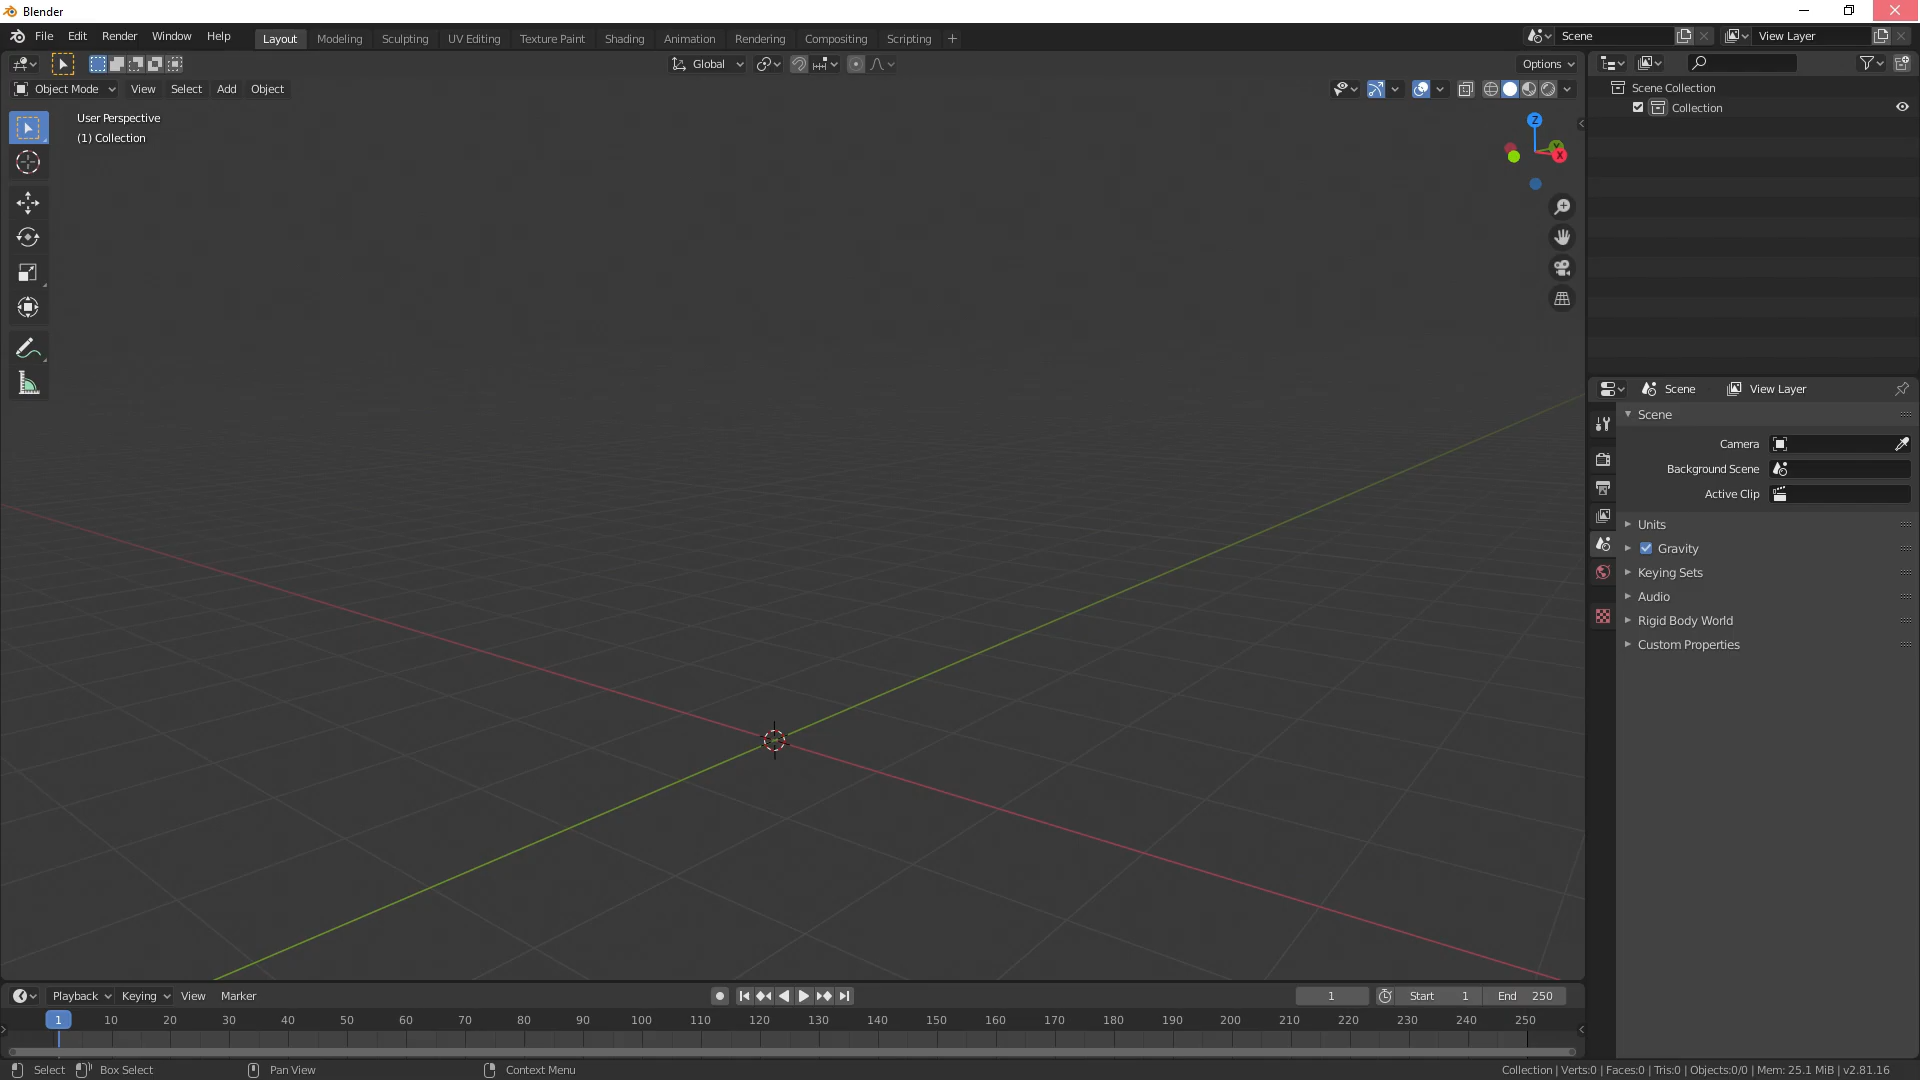 Blender
File Edit Render Window Help Layout Modeling Sculpting UV Editing Texture Paint Shading Animation Rendering Compositing Scripting + Scene View Layer
Global Options
Object Mode View Select Add Object
User Perspective
(1) Collection
Z
Y
X
Scene Collection
Collection
Scene View Layer
Scene
Camera
Background Scene
Active Clip
Units
Gravity
Keying Sets
Audio
Rigid Body World
Custom Properties
Playback Keying View Marker 1 Start 1 End 250
1 10 20 30 40 50 60 70 80 90 100 110 120 130 140 150 160 170 180 190 200 210 220 230 240 250
Select Box Select Pan View Context Menu Collection | Verts:0 | Faces:0 | Tris:0 | Objects:0/0 | Mem: 25.1 MiB | v2.81.16